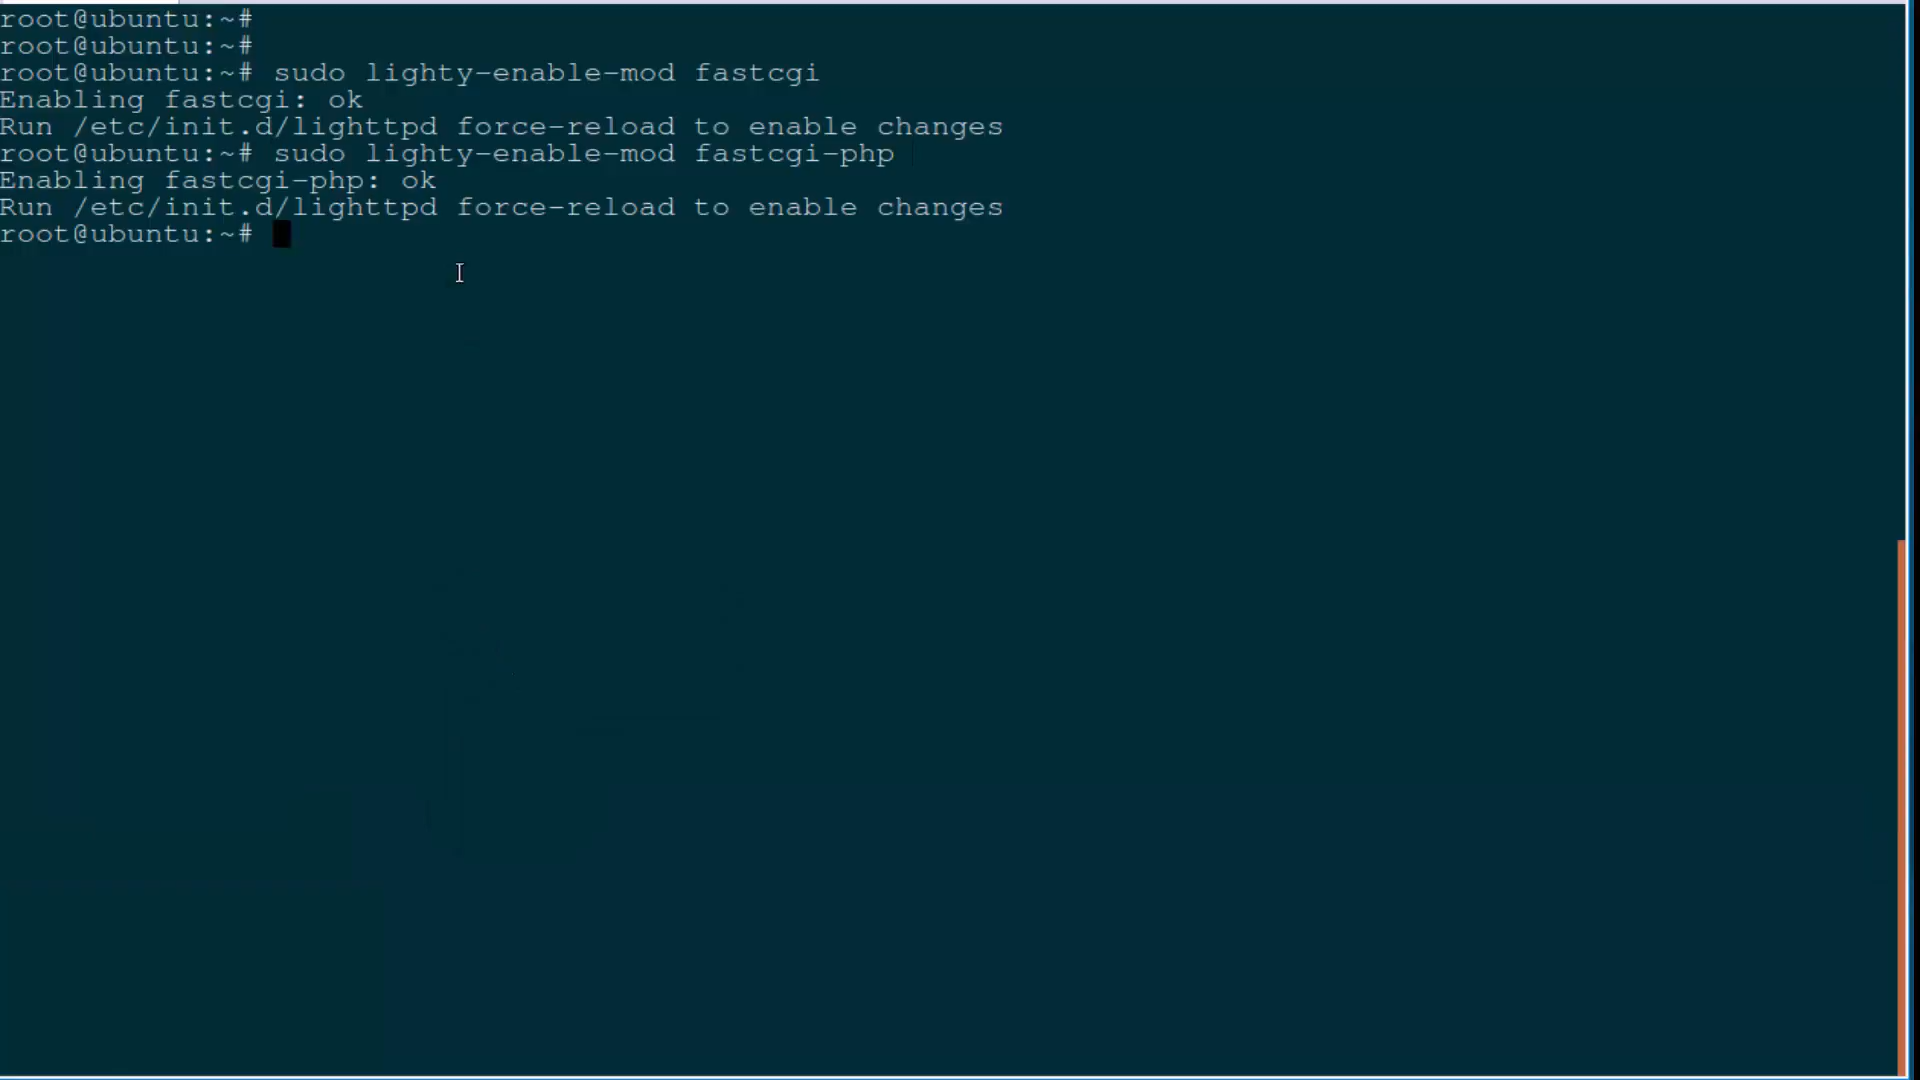 root@ubuntu:~#
root@ubuntu:~#
root@ubuntu:~# sudo lighty-enable-mod fastcgi
Enabling fastcgi: ok
Run /etc/init.d/lighttpd force-reload to enable changes
root@ubuntu:~# sudo lighty-enable-mod fastcgi-php
Enabling fastcgi-php: ok
Run /etc/init.d/lighttpd force-reload to enable changes
root@ubuntu:~#